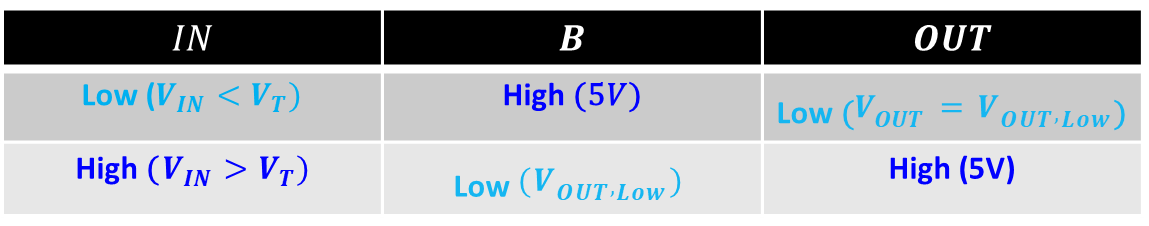 IN B OUT
Low (V_IN < V_T) High (5V) Low (V_OUT = V_OUT,Low)
High (V_IN > V_T) Low (V_OUT,Low) High (5V)